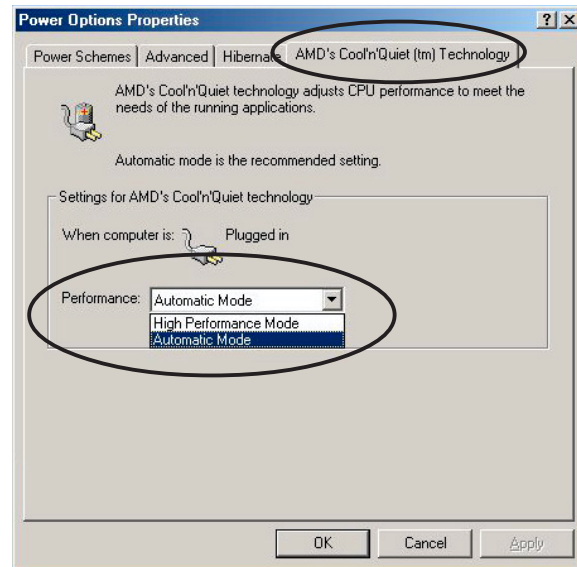 Power Options Properties
Power Schemes Advanced Hibernate AMD's Cool'n'Quiet (tm) Technology
AMD's Cool'n'Quiet technology adjusts CPU performance to meet the
needs of the running applications.
Automatic mode is the recommended setting.
Settings for AMD's Cool'n'Quiet technology
When computer is: Plugged in
Performance: Automatic Mode
High Performance Mode
Automatic Mode
OK Cancel Apply